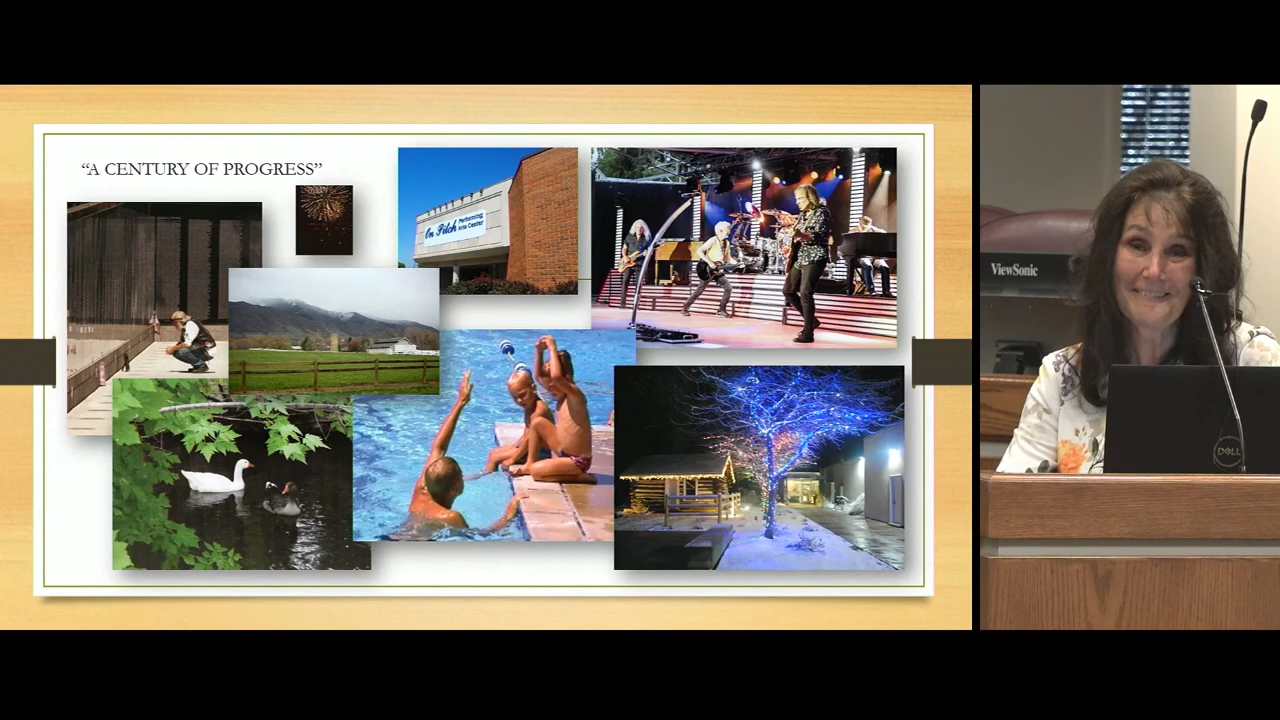 “A CENTURY OF PROGRESS”
On Pitch Performing
Arts Center
ViewSonic
DELL